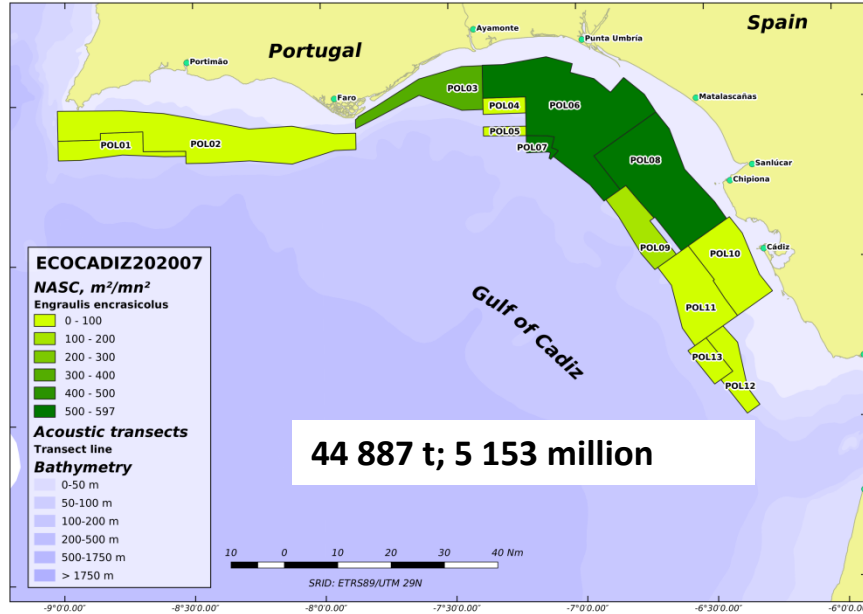 Portugal
Spain
Ayamonte
Punta Umbría
Portimão
Faro
Matalascañas
Sanlúcar
Chipiona
Cádiz
POL01
POL02
POL03
POL04
POL05
POL06
POL07
POL08
POL09
POL10
POL11
POL12
POL13
Gulf of Cadiz
ECOCADIZ202007
NASC, m²/mn²
Engraulis encrasicolus
0 - 100
100 - 200
200 - 300
300 - 400
400 - 500
500 - 597
Acoustic transects
Transect line
Bathymetry
0-50 m
50-100 m
100-200 m
200-500 m
500-1750 m
> 1750 m
44 887 t; 5 153 million
10 0 10 20 30 40 Nm
SRID: ETRS89/UTM 29N
-9°0'0.00" -8°30'0.00" -8°0'0.00" -7°30'0.00" -7°0'0.00" -6°30'0.00" -6°0'0.00"